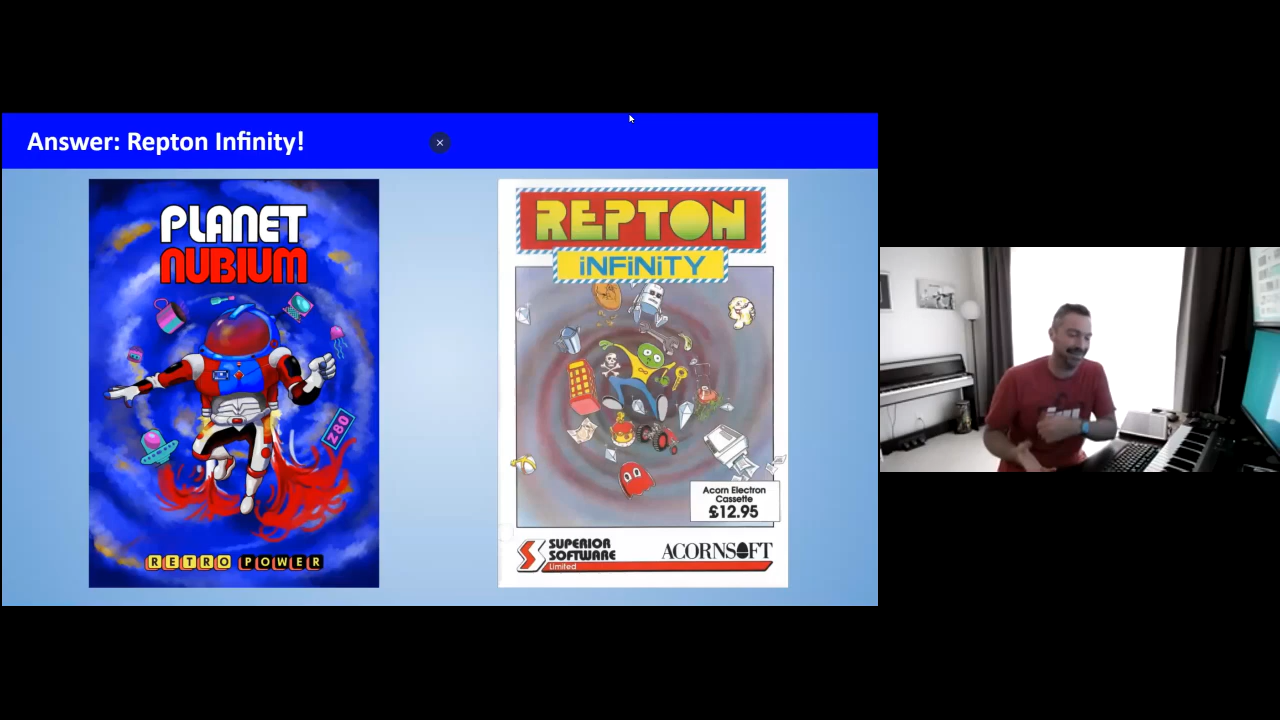 Answer: Repton Infinity!
PLANET
NUBIUM
Z80
RETRO POWER
REPTON
iNFiNiTY
Acorn Electron
Cassette
£12.95
SUPERIOR
SOFTWARE
Limited
ACORNSOFT